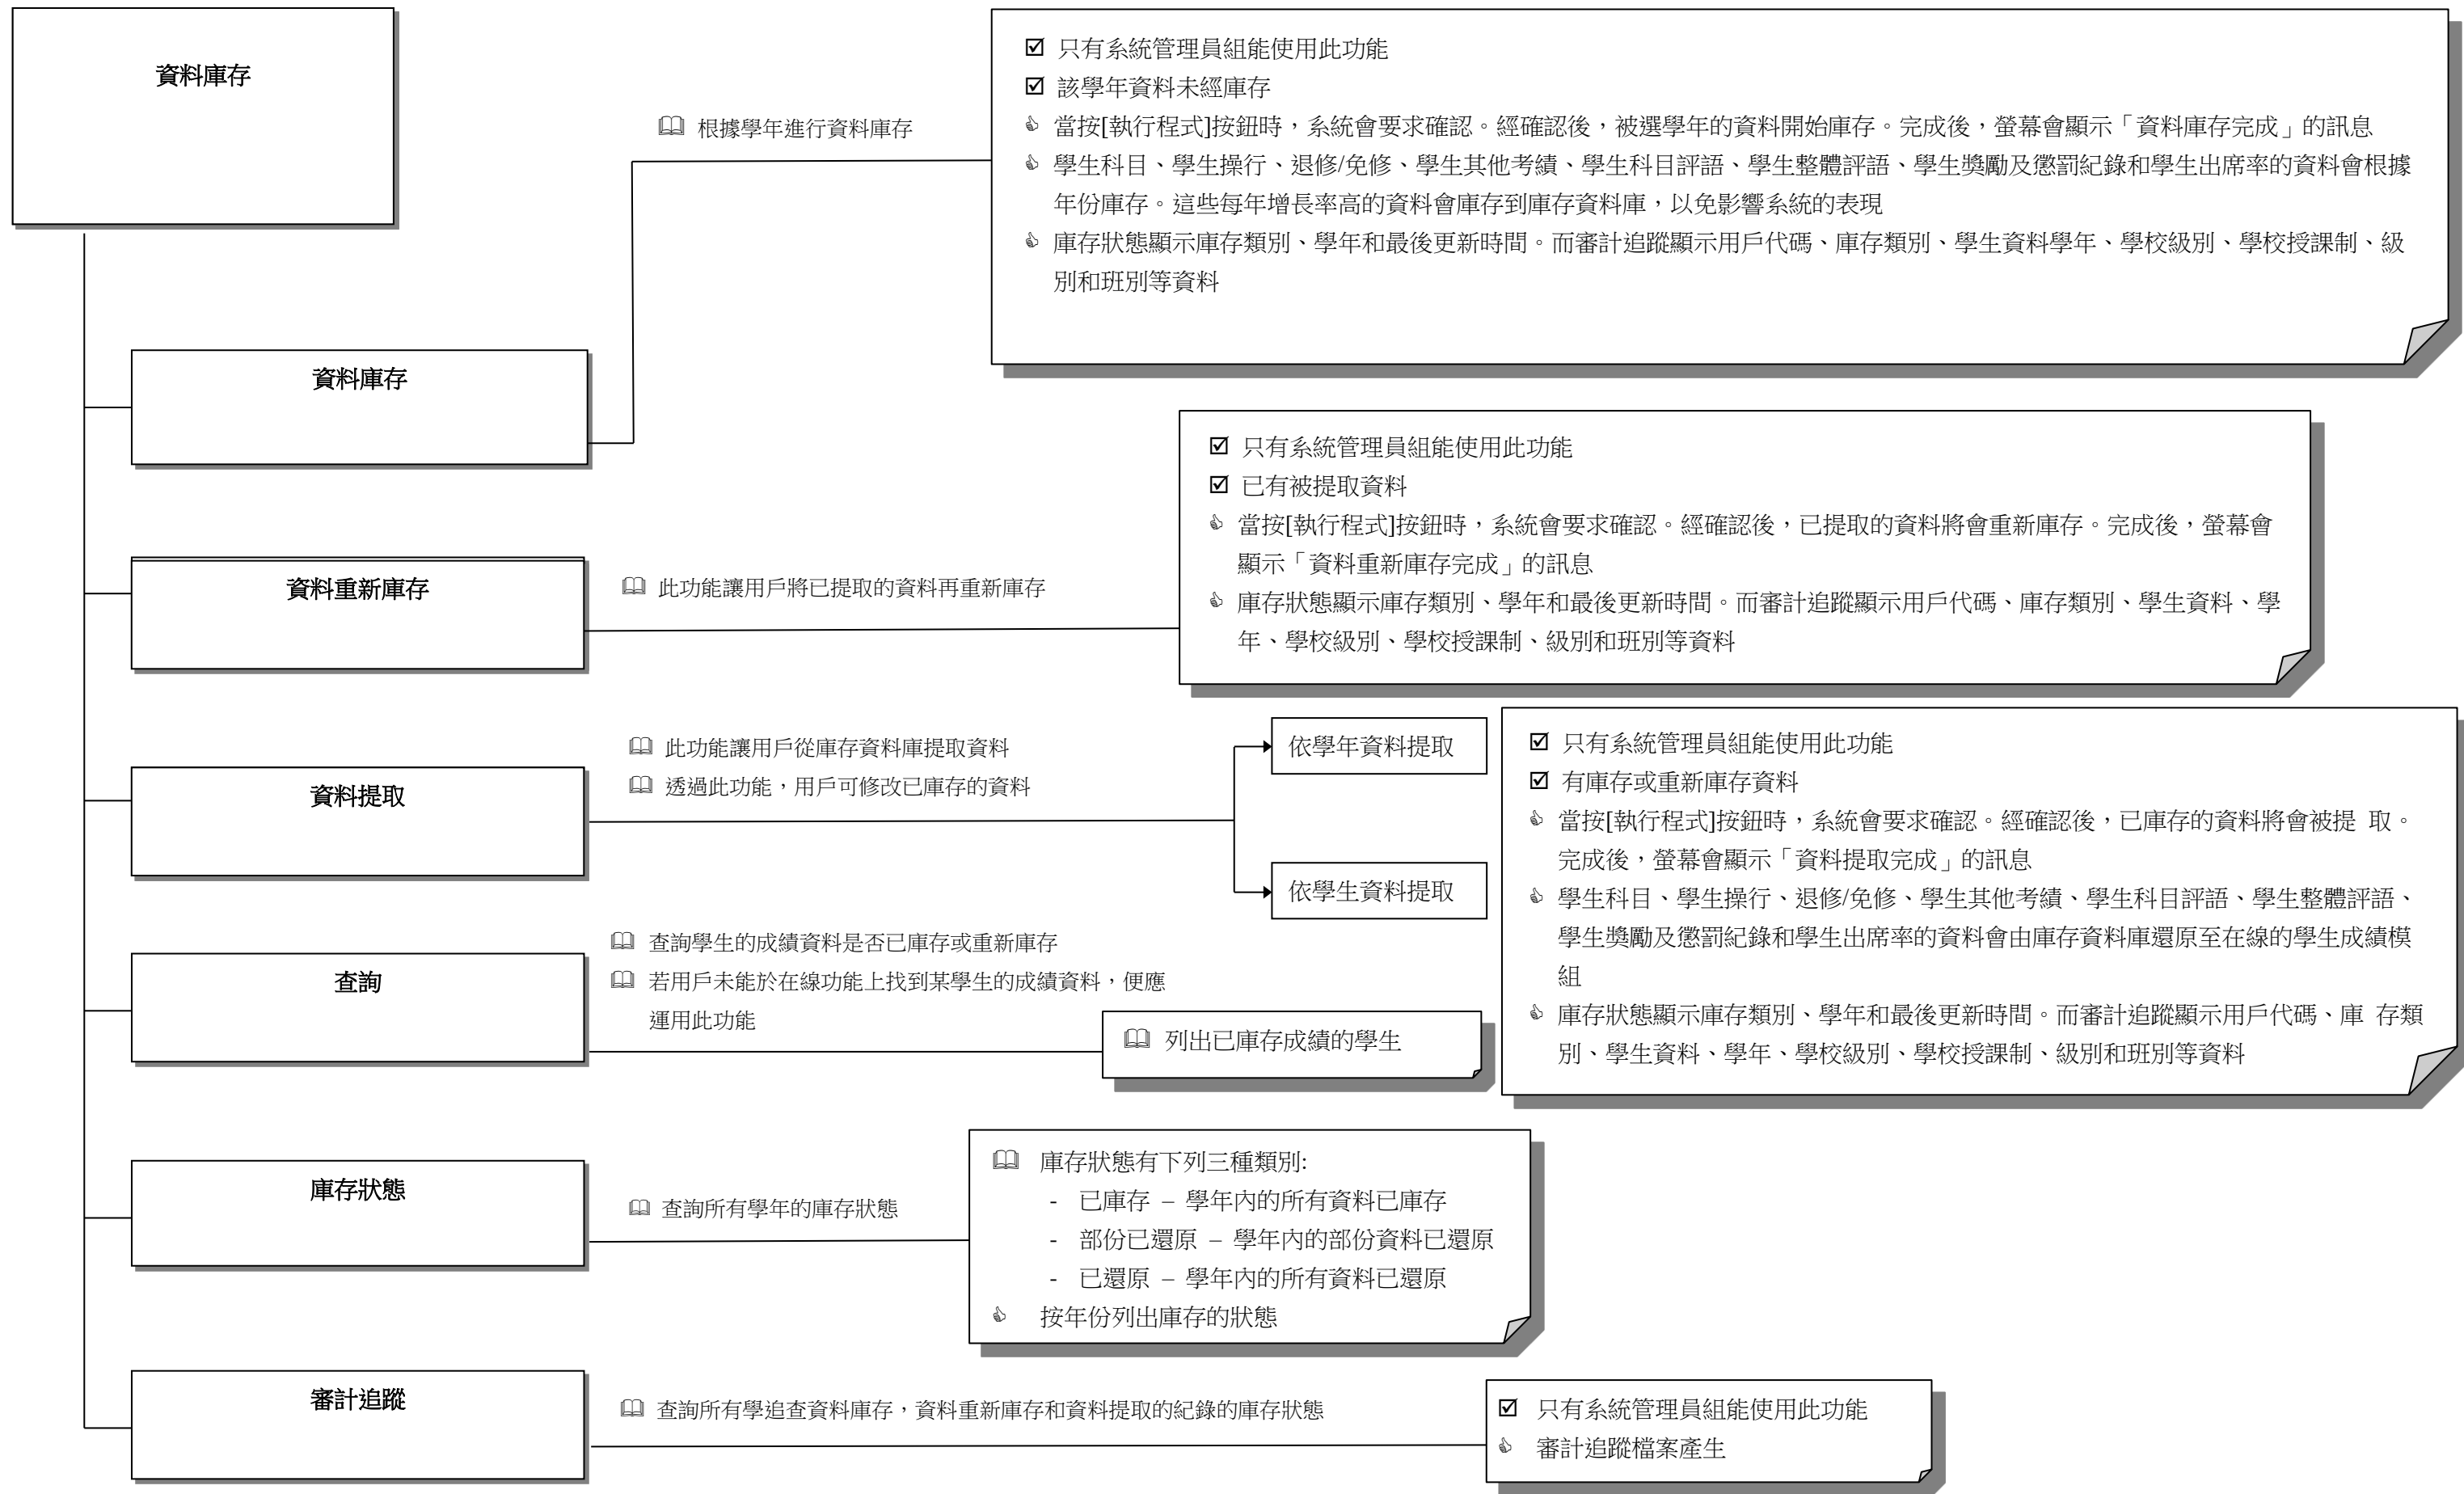 資料庫存
☑ 只有系統管理員組能使用此功能
☑ 該學年資料未經庫存
當按[執行程式]按鈕時，系統會要求確認。經確認後，被選學年的資料開始庫存。完成後，螢幕會顯示「資料庫存完成」的訊息
學生科目、學生操行、退修/免修、學生其他考績、學生科目評語、學生整體評語、學生獎勵及懲罰紀錄和學生出席率的資料會根據
年份庫存。這些每年增長率高的資料會庫存到庫存資料庫，以免影響系統的表現
庫存狀態顯示庫存類別、學年和最後更新時間。而審計追蹤顯示用戶代碼、庫存類別、學生資料學年、學校級別、學校授課制、級
別和班別等資料
根據學年進行資料庫存
資料庫存
☑ 只有系統管理員組能使用此功能
☑ 已有被提取資料
當按[執行程式]按鈕時，系統會要求確認。經確認後，已提取的資料將會重新庫存。完成後，螢幕會
顯示「資料重新庫存完成」的訊息
庫存狀態顯示庫存類別、學年和最後更新時間。而審計追蹤顯示用戶代碼、庫存類別、學生資料、學
年、學校級別、學校授課制、級別和班別等資料
資料重新庫存
此功能讓用戶將已提取的資料再重新庫存
資料提取
此功能讓用戶從庫存資料庫提取資料
透過此功能，用戶可修改已庫存的資料
依學年資料提取
依學生資料提取
☑ 只有系統管理員組能使用此功能
☑ 有庫存或重新庫存資料
當按[執行程式]按鈕時，系統會要求確認。經確認後，已庫存的資料將會被提 取。
完成後，螢幕會顯示「資料提取完成」的訊息
學生科目、學生操行、退修/免修、學生其他考績、學生科目評語、學生整體評語、
學生獎勵及懲罰紀錄和學生出席率的資料會由庫存資料庫還原至在線的學生成績模
組
庫存狀態顯示庫存類別、學年和最後更新時間。而審計追蹤顯示用戶代碼、庫 存類
別、學生資料、學年、學校級別、學校授課制、級別和班別等資料
查詢
查詢學生的成績資料是否已庫存或重新庫存
若用戶未能於在線功能上找到某學生的成績資料，便應
運用此功能
列出已庫存成績的學生
庫存狀態
查詢所有學年的庫存狀態
庫存狀態有下列三種類別:
- 已庫存 – 學年內的所有資料已庫存
- 部份已還原 – 學年內的部份資料已還原
- 已還原 – 學年內的所有資料已還原
按年份列出庫存的狀態
審計追蹤
查詢所有學追查資料庫存，資料重新庫存和資料提取的紀錄的庫存狀態
☑ 只有系統管理員組能使用此功能
審計追蹤檔案產生